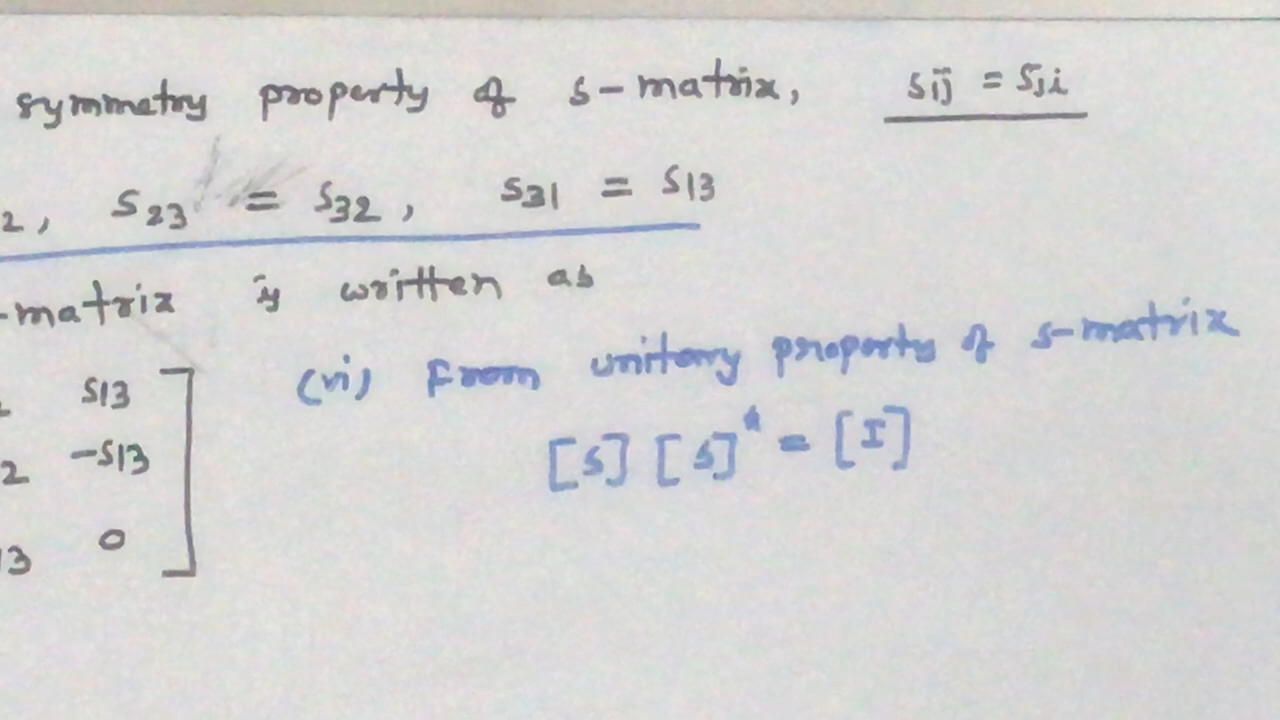 symmetry property of s-matrix, sij = sji
2, S23 = S32, S31 = S13
-matrix is written as
S13
2 -S13
13 0
(vi) From unitary property of s-matrix
[S] [S]* = [I]